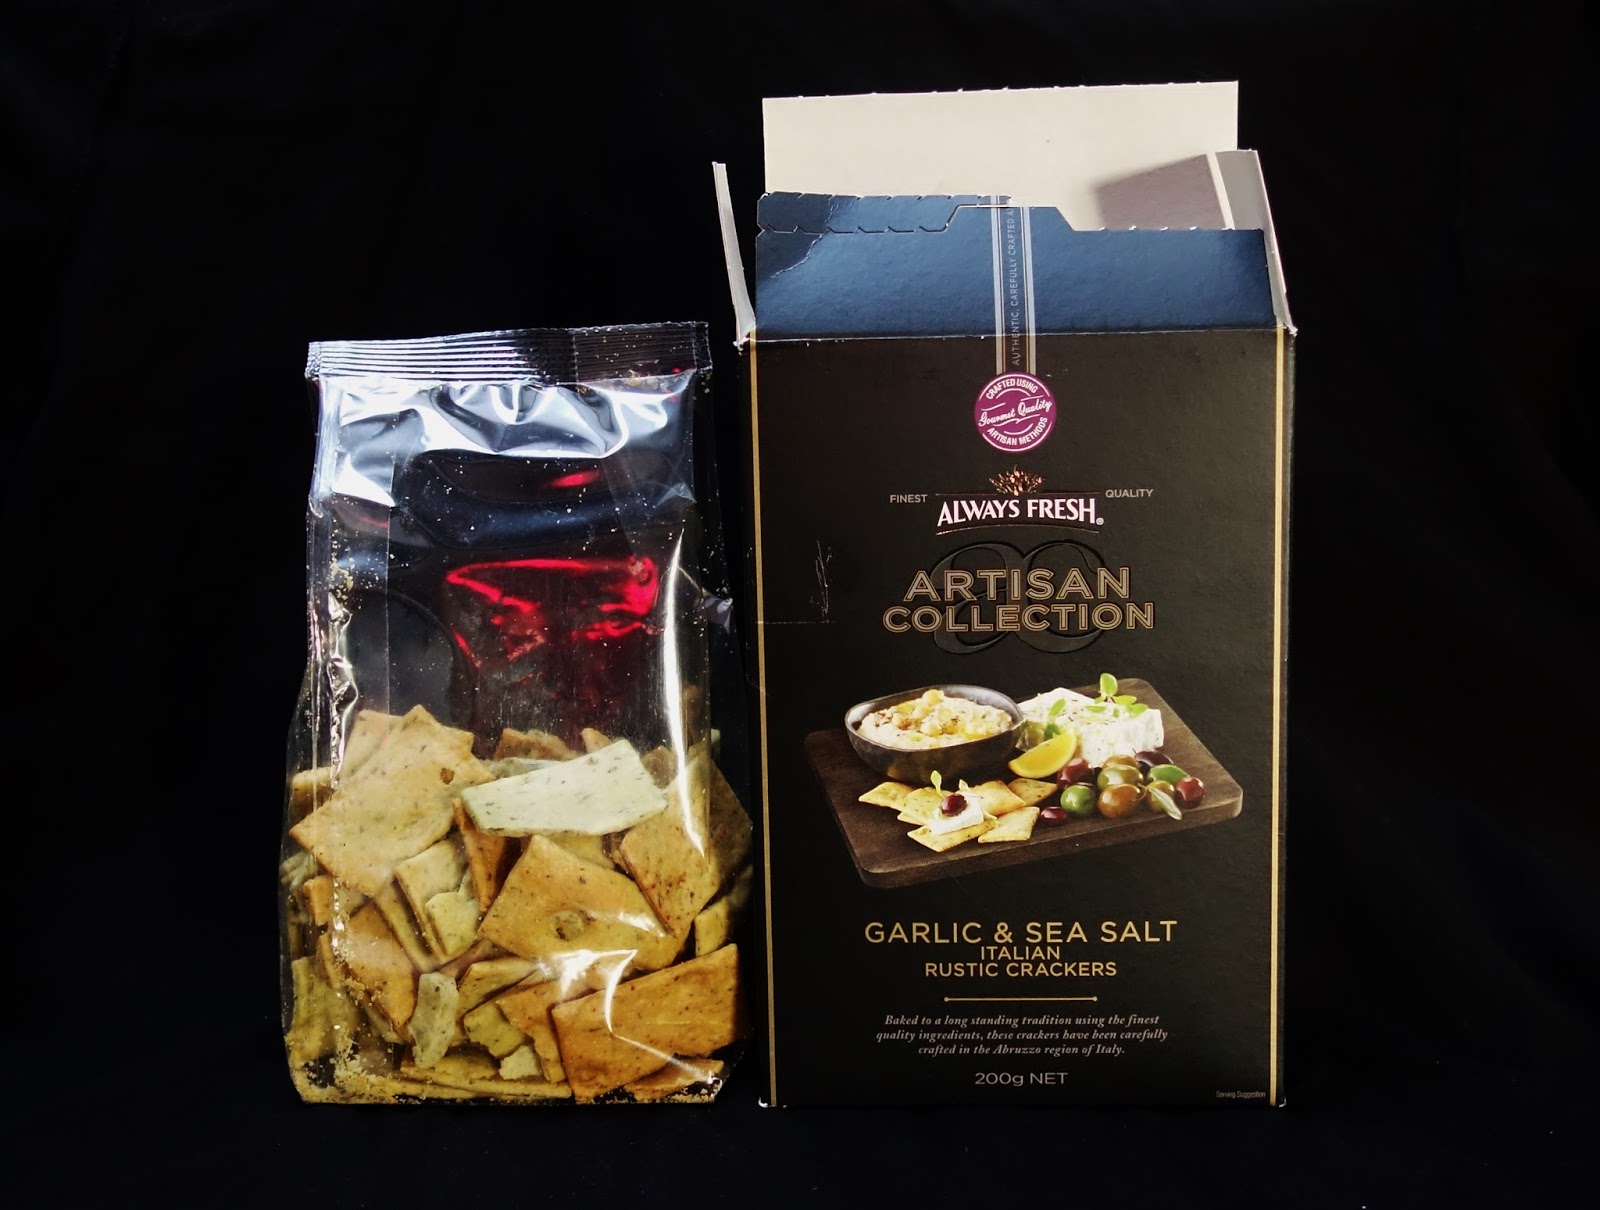 AUTHENTIC, CAREFULLY CRAFTED
CRAFTED USING
Gourmet Quality
ARTISAN METHODS
FINEST QUALITY
ALWAYS FRESH®
AC
ARTISAN
COLLECTION
GARLIC & SEA SALT
ITALIAN
RUSTIC CRACKERS
Baked to a long standing tradition using the finest
quality ingredients, these crackers have been carefully
crafted in the Abruzzo region of Italy.
200g NET
Serving Suggestion